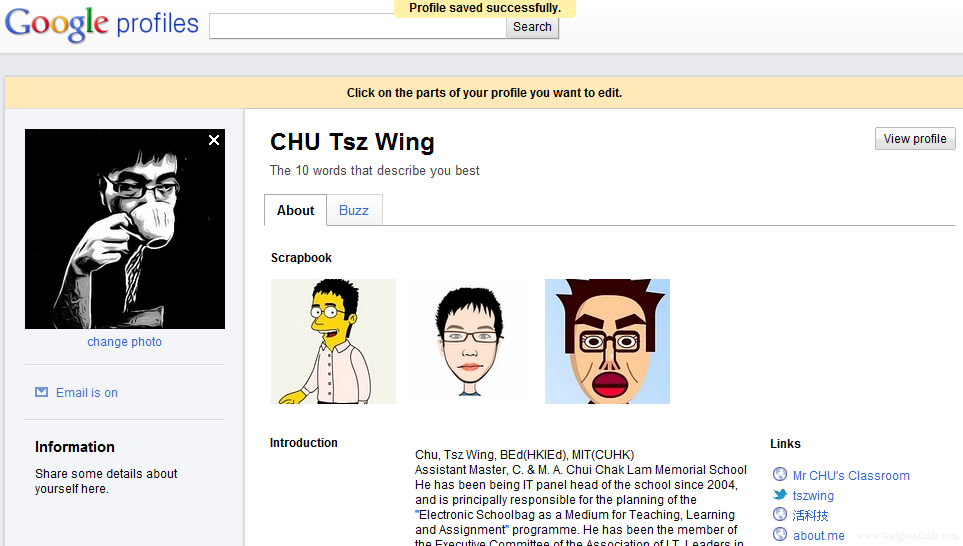 Profile saved successfully.
Google profiles
Search
Click on the parts of your profile you want to edit.
CHU Tsz Wing
View profile
The 10 words that describe you best
About
Buzz
Scrapbook
change photo
Email is on
Information
Share some details about
yourself here.
Introduction
Chu, Tsz Wing, BEd(HKIEd), MIT(CUHK)
Assistant Master, C. & M. A. Chui Chak Lam Memorial School
He has been being IT panel head of the school since 2004,
and is principally responsible for the planning of the
"Electronic Schoolbag as a Medium for Teaching, Learning
and Assignment" programme. He has been the member of
the Executive Committee of the Association of I.T. Leaders in
Links
Mr CHU's Classroom
tszwing
活科技
about.me